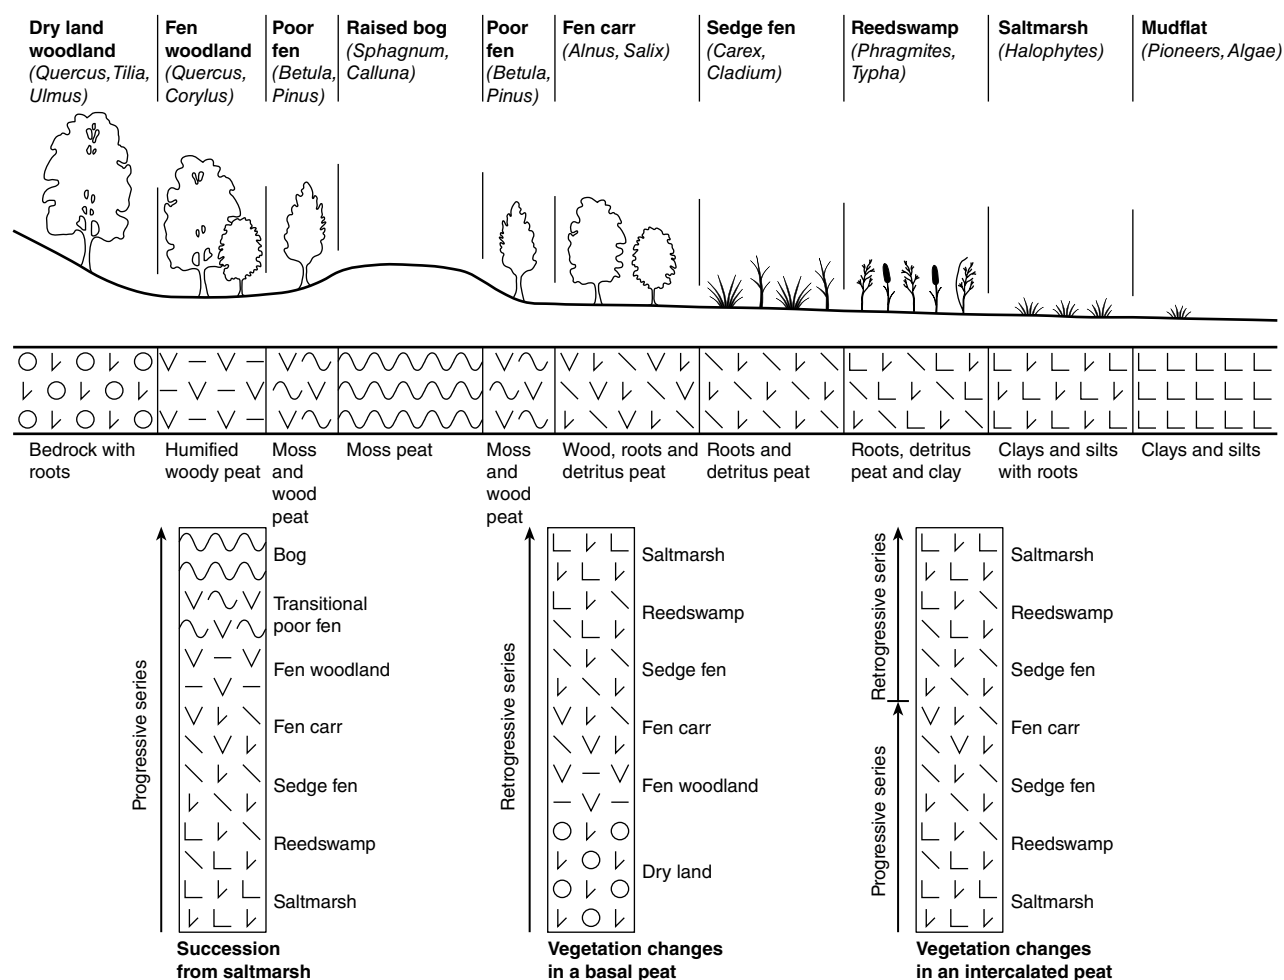 Dry land
woodland
(Quercus, Tilia,
Ulmus)
Fen
woodland
(Quercus,
Corylus)
Poor
fen
(Betula,
Pinus)
Raised bog
(Sphagnum,
Calluna)
Poor
fen
(Betula,
Pinus)
Fen carr
(Alnus, Salix)
Sedge fen
(Carex,
Cladium)
Reedswamp
(Phragmites,
Typha)
Saltmarsh
(Halophytes)
Mudflat
(Pioneers, Algae)
Bedrock with
roots
Humified
woody peat
Moss
and
wood
peat
Moss peat
Moss
and
wood
peat
Wood, roots and
detritus peat
Roots and
detritus peat
Roots, detritus
peat and clay
Clays and silts
with roots
Clays and silts
Progressive series
Bog
Transitional
poor fen
Fen woodland
Fen carr
Sedge fen
Reedswamp
Saltmarsh
Succession
from saltmarsh
Retrogressive series
Saltmarsh
Reedswamp
Sedge fen
Fen carr
Fen woodland
Dry land
Vegetation changes
in a basal peat
Retrogressive series
Progressive series
Saltmarsh
Reedswamp
Sedge fen
Fen carr
Sedge fen
Reedswamp
Saltmarsh
Vegetation changes
in an intercalated peat